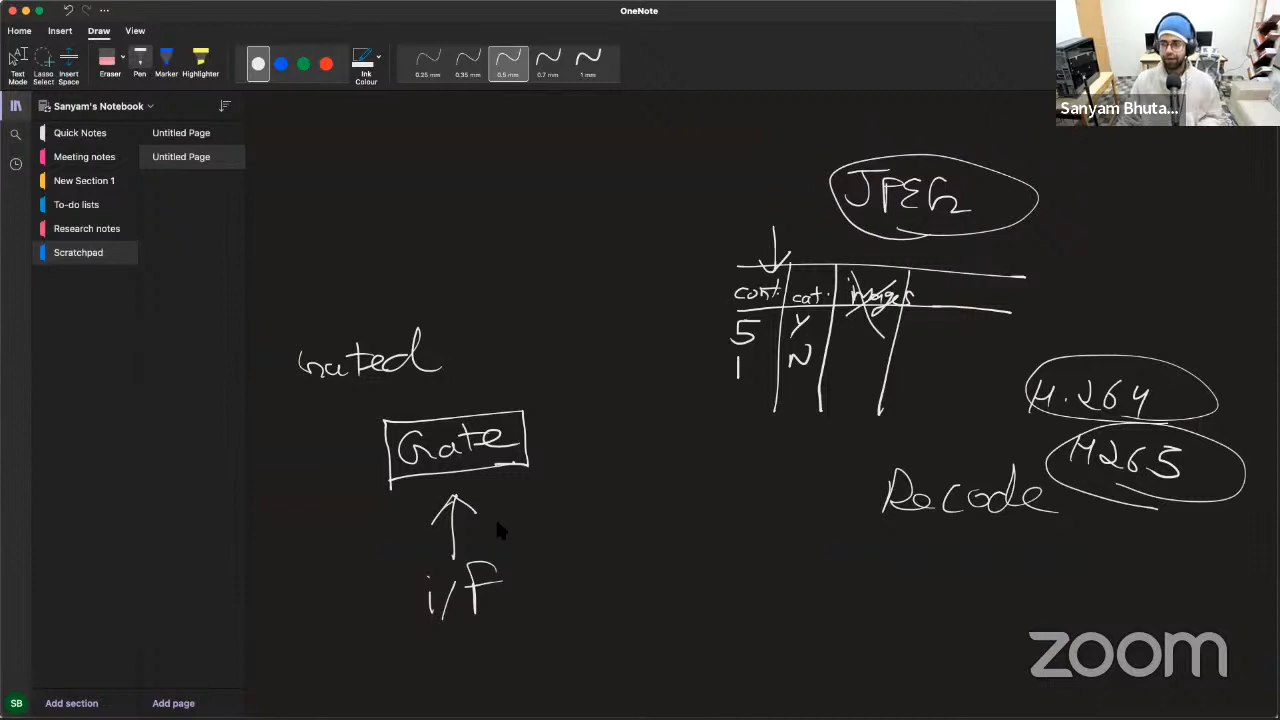 OneNote
Home Insert Draw View
Text Mode
Lasso Select
Insert Space
Eraser
Pen
Marker
Highlighter
Ink Colour
0.25 mm
0.35 mm
0.5 mm
0.7 mm
1 mm
Sanyam Bhuta...
Sanyam's Notebook
Quick Notes
Meeting notes
New Section 1
To-do lists
Research notes
Scratchpad
Untitled Page
Untitled Page
JPEG
cont. cat. images
5 Y
1 N
Gated
Gate
i/P
H.264
H265
Decode
zoom
SB
Add section
Add page